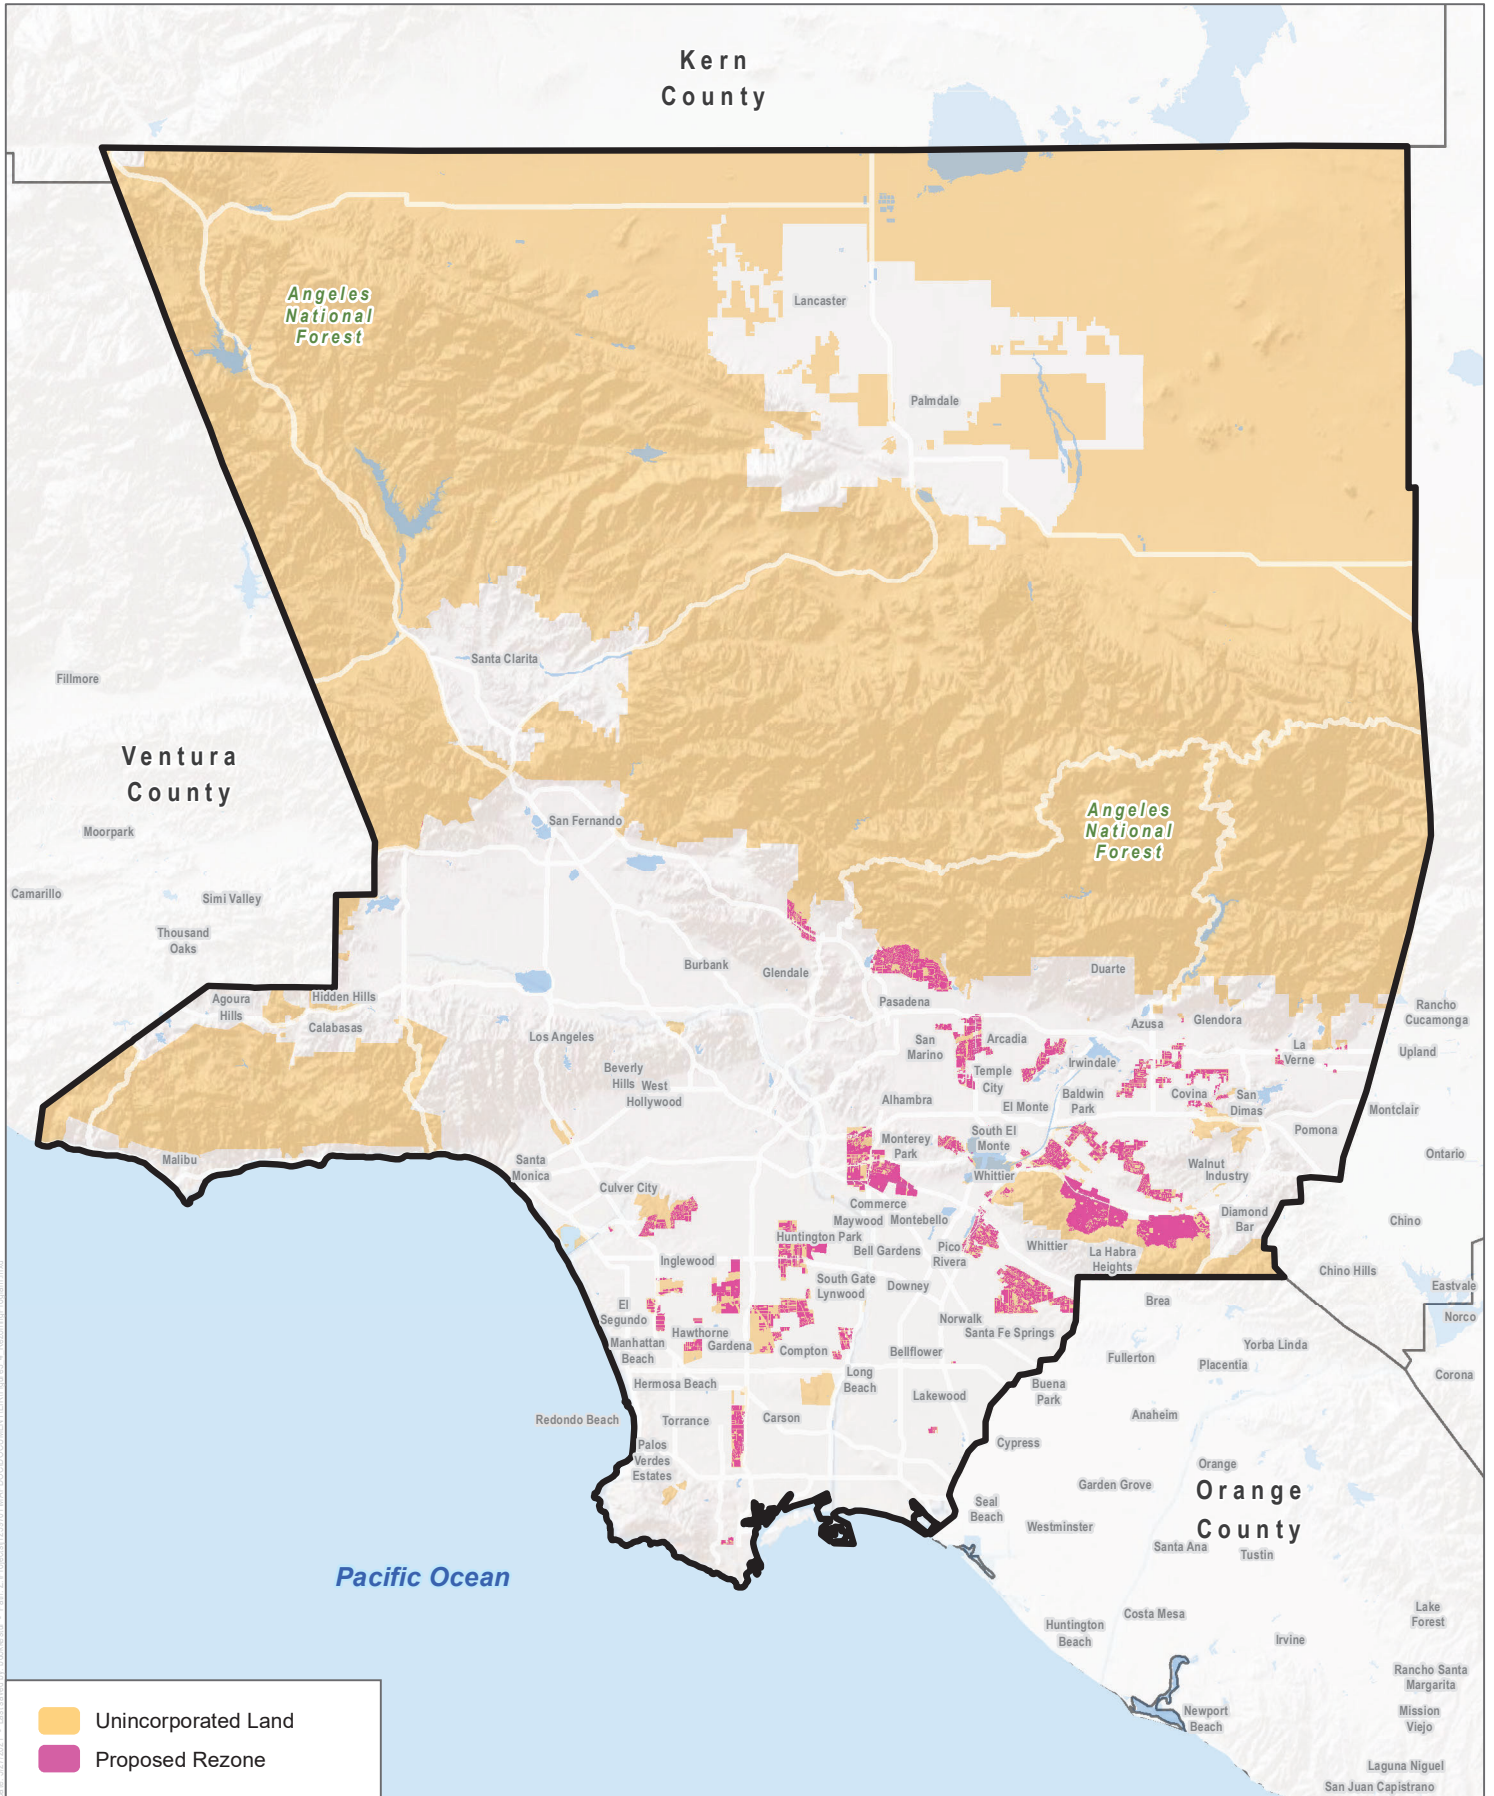 Kern
County
Angeles
National
Forest
Lancaster
Palmdale
Santa Clarita
Fillmore
Ventura
County
San Fernando
Angeles
National
Forest
Moorpark
Camarillo
Simi Valley
Thousand
Oaks
Burbank
Glendale
Duarte
Pasadena
Agoura
Hills
Hidden Hills
Calabasas
Los Angeles
San
Marino
Arcadia
Azusa
Glendora
Rancho
Cucamonga
La
Verne
Upland
Irwindale
Temple
City
Beverly
Hills
West
Hollywood
Alhambra
El Monte
Baldwin
Park
Covina
San
Dimas
Montclair
Pomona
Monterey
Park
South El
Monte
Ontario
Malibu
Santa
Monica
Whittier
Walnut
Industry
Culver City
Commerce
Maywood
Montebello
Diamond
Bar
Chino
Huntington Park
Bell Gardens
Pico
Rivera
Whittier
La Habra
Heights
Inglewood
South Gate
Lynwood
Downey
Chino Hills
Eastvale
Norco
El
Segundo
Brea
Norwalk
Santa Fe Springs
Hawthorne
Gardena
Manhattan
Beach
Compton
Bellflower
Yorba Linda
Fullerton
Placentia
Corona
Hermosa Beach
Long
Beach
Lakewood
Buena
Park
Redondo Beach
Torrance
Carson
Anaheim
Palos
Verdes
Estates
Cypress
Orange
Garden Grove
Orange
County
Seal
Beach
Westminster
Santa Ana
Tustin
Pacific Ocean
Costa Mesa
Huntington
Beach
Irvine
Lake
Forest
Rancho Santa
Margarita
Newport
Beach
Mission
Viejo
Laguna Niguel
San Juan Capistrano
Unincorporated Land
Proposed Rezone